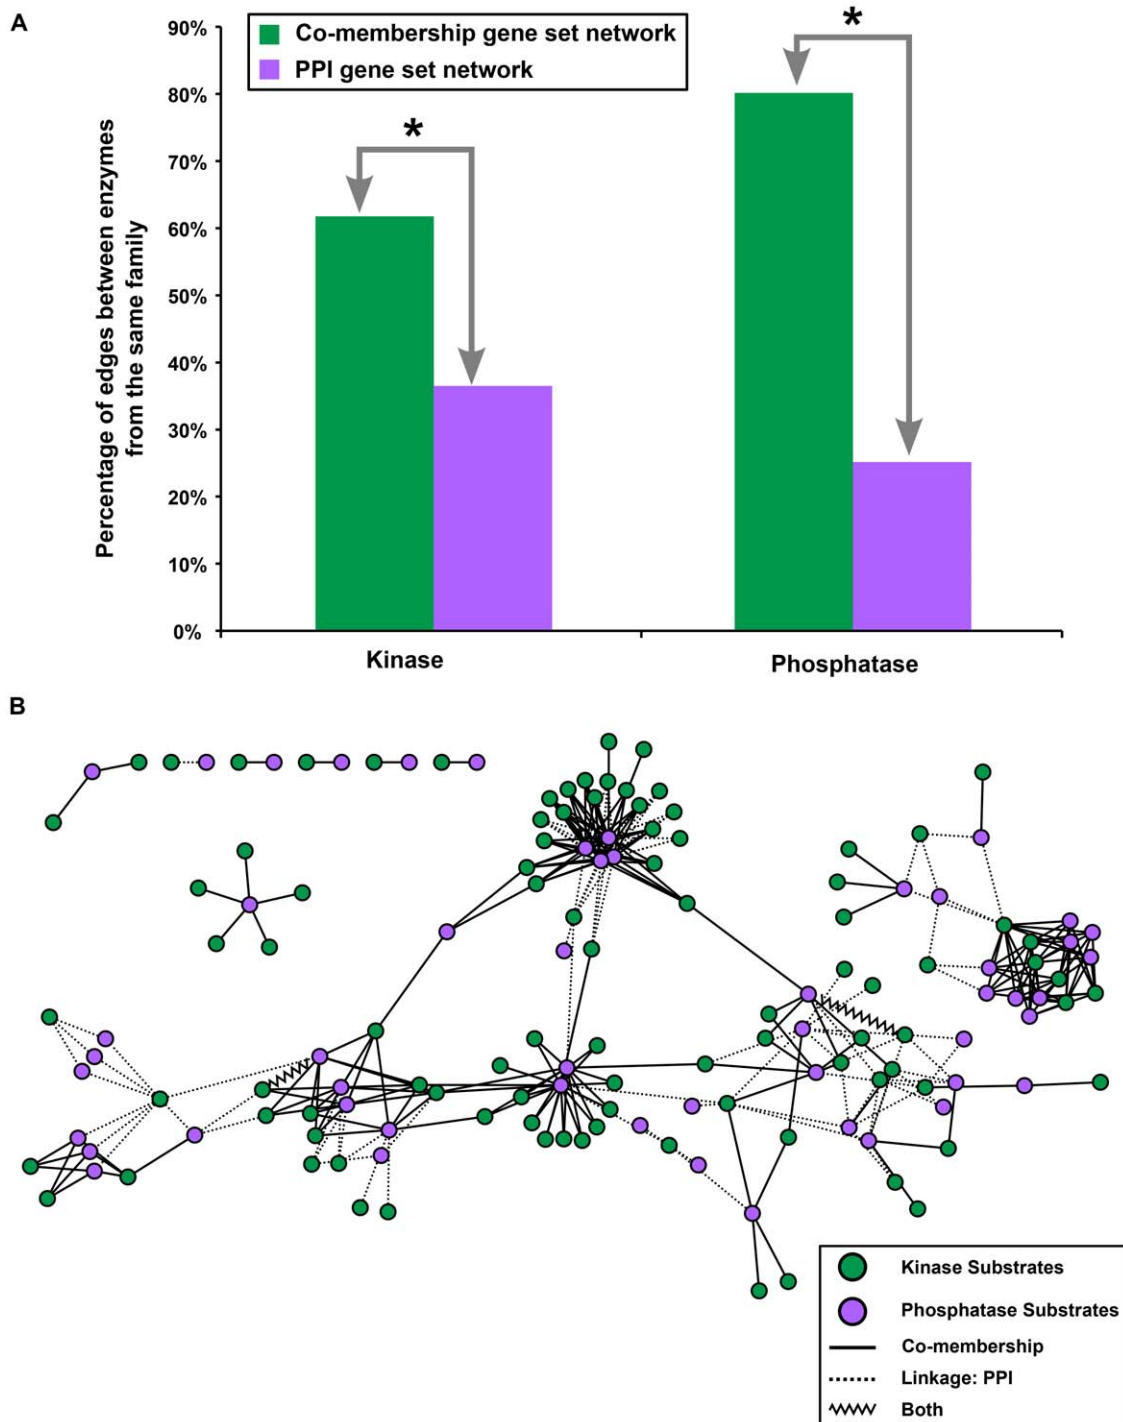 A
Co-membership gene set network
PPI gene set network
Percentage of edges between enzymes
from the same family
90%
80%
70%
60%
50%
40%
30%
20%
10%
0%
*
*
Kinase
Phosphatase
B
Kinase Substrates
Phosphatase Substrates
Co-membership
Linkage: PPI
Both